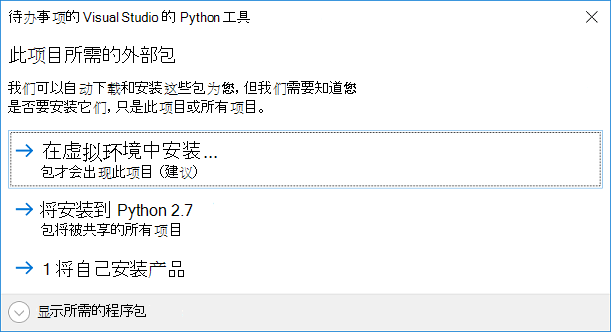 待办事项的 Visual Studio 的 Python 工具
此项目所需的外部包
我们可以自动下载和安装这些包为您，但我们需要知道您
是否要安装它们，只是此项目或所有项目。
在虚拟环境中安装...
包才会出现此项目 (建议)
将安装到 Python 2.7
包将被共享的所有项目
1 将自己安装产品
显示所需的程序包